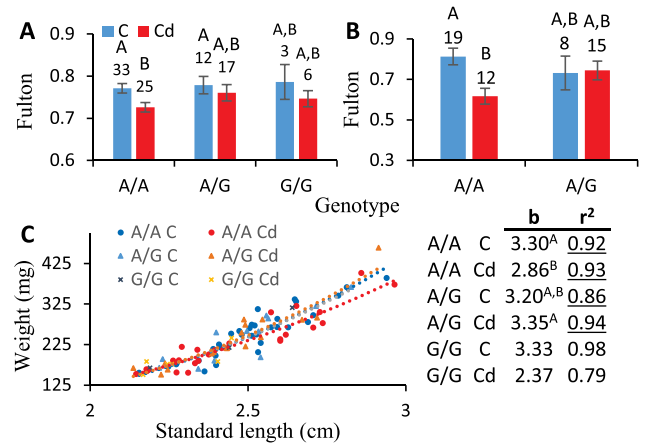 A
C Cd
Fulton
0.9
0.8
0.7
0.6
A
33
B
25
A
12
A,B
17
A,B
3
A,B
6
A/A A/G G/G
B
Fulton
0.9
0.7
0.5
0.3
A
19
B
12
A,B
8
A,B
15
A/A A/G
Genotype
C
A/A C A/A Cd
A/G C A/G Cd
G/G C G/G Cd
Weight (mg)
425
325
225
125
2 2.5 3
Standard length (cm)
b r²
A/A C 3.30ᴬ 0.92
A/A Cd 2.86ᴮ 0.93
A/G C 3.20ᴬ,ᴮ 0.86
A/G Cd 3.35ᴬ 0.94
G/G C 3.33 0.98
G/G Cd 2.37 0.79